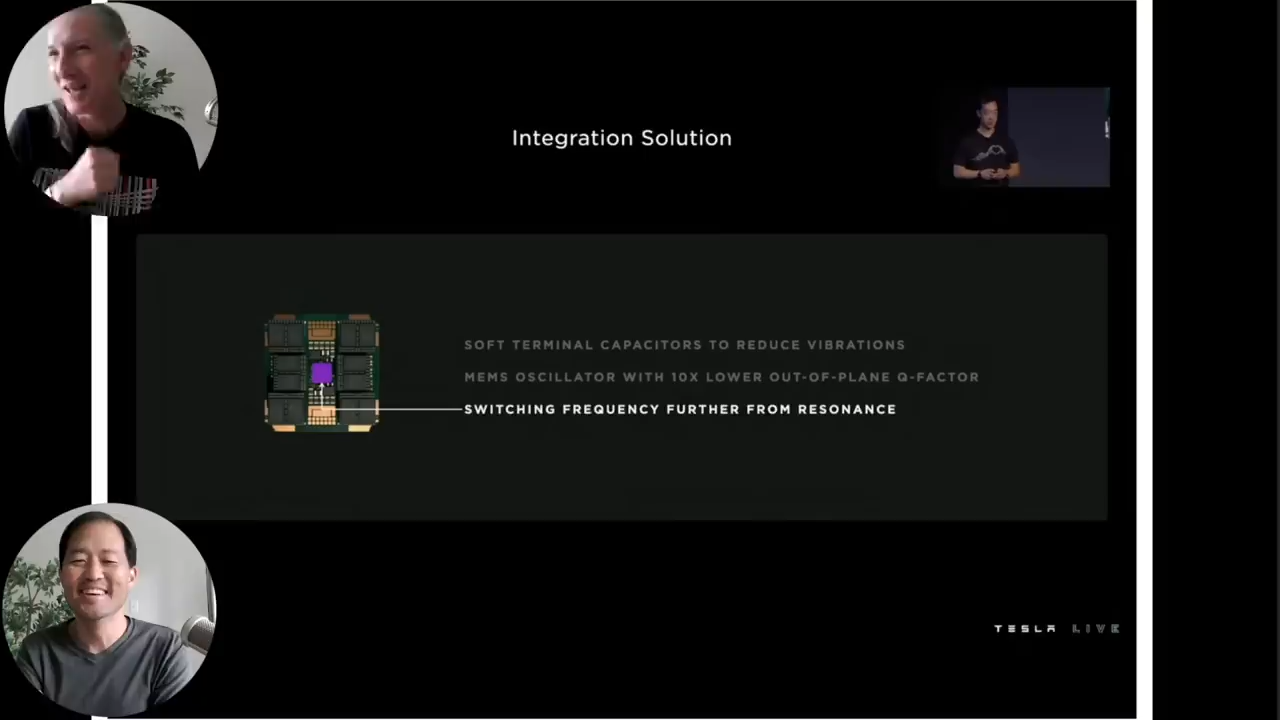 Integration Solution
SOFT TERMINAL CAPACITORS TO REDUCE VIBRATIONS
MEMS OSCILLATOR WITH 10X LOWER OUT-OF-PLANE Q-FACTOR
SWITCHING FREQUENCY FURTHER FROM RESONANCE
TESLA LIVE